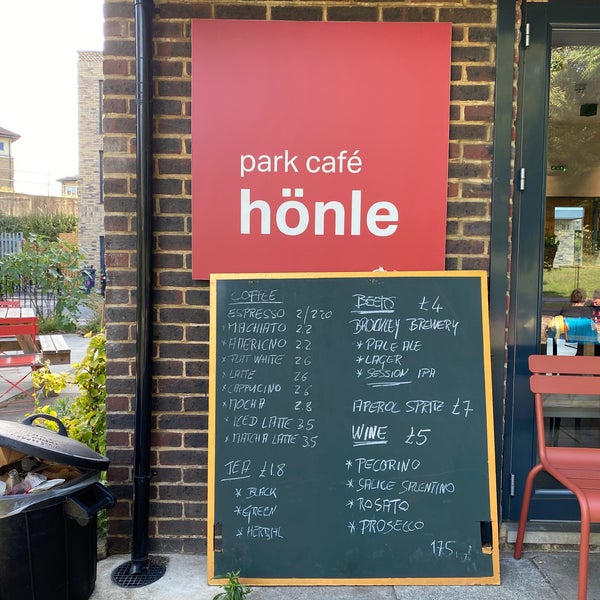 park café
hönle
COFFEE
ESPRESSO 2/220
*MACHIATO 2.2
*AMERICNO 2.2
*FLAT WHITE 2.6
*LATTE 2.6
*CAPPUCINO 2.6
*MOCHA 2.8
*ICED LATTE 3.5
*MATCHA LATTE 3.5
TEA £1.8
*BLACK
*GREEN
*HERBAL
BEERS £4
BROCKLEY BREWERY
*PALE ALE
*LAGER
*SESSION IPA
APEROL SPRITZ £7
WINE £5
*PECORINO
*SALICE SALENTINO
*ROSATO
*PROSECCO
175